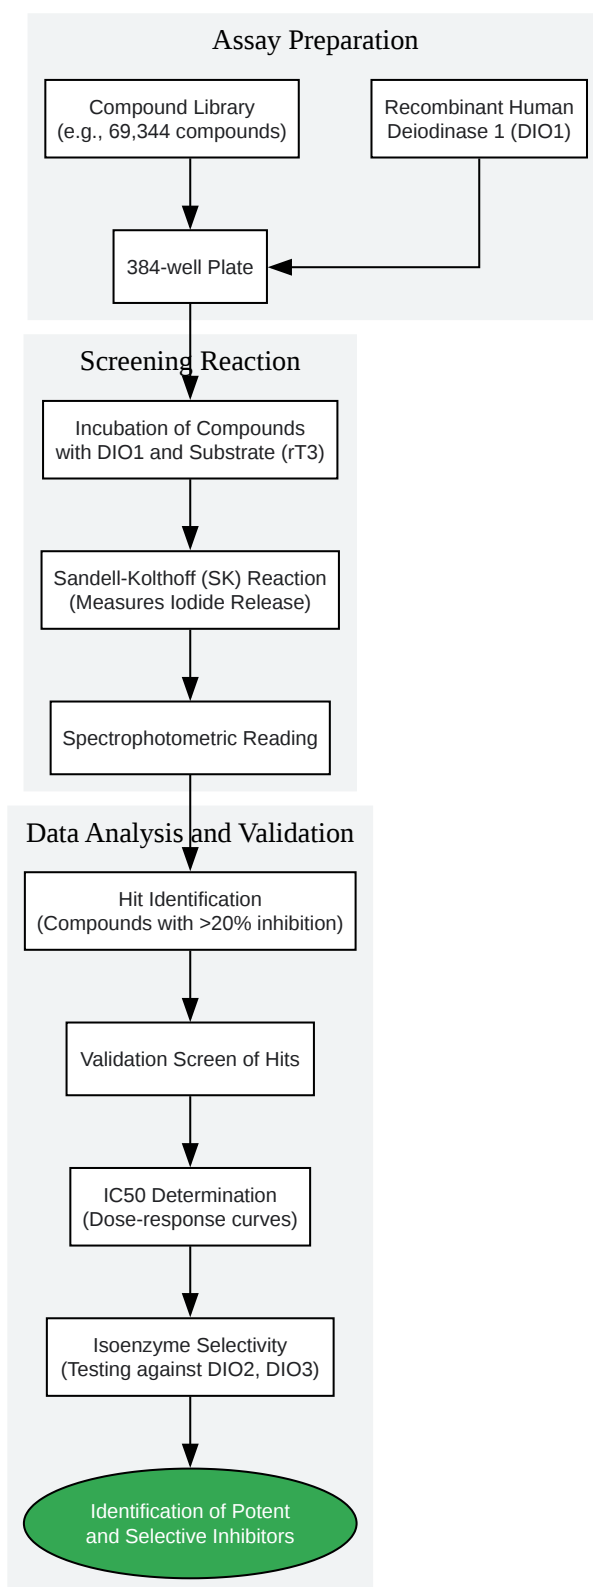 Assay Preparation
Compound Library
(e.g., 69,344 compounds)
Recombinant Human
Deiodinase 1 (DIO1)
384-well Plate
Screening Reaction
Incubation of Compounds
with DIO1 and Substrate (rT3)
Sandell-Kolthoff (SK) Reaction
(Measures Iodide Release)
Spectrophotometric Reading
Data Analysis and Validation
Hit Identification
(Compounds with >20% inhibition)
Validation Screen of Hits
IC50 Determination
(Dose-response curves)
Isoenzyme Selectivity
(Testing against DIO2, DIO3)
Identification of Potent
and Selective Inhibitors